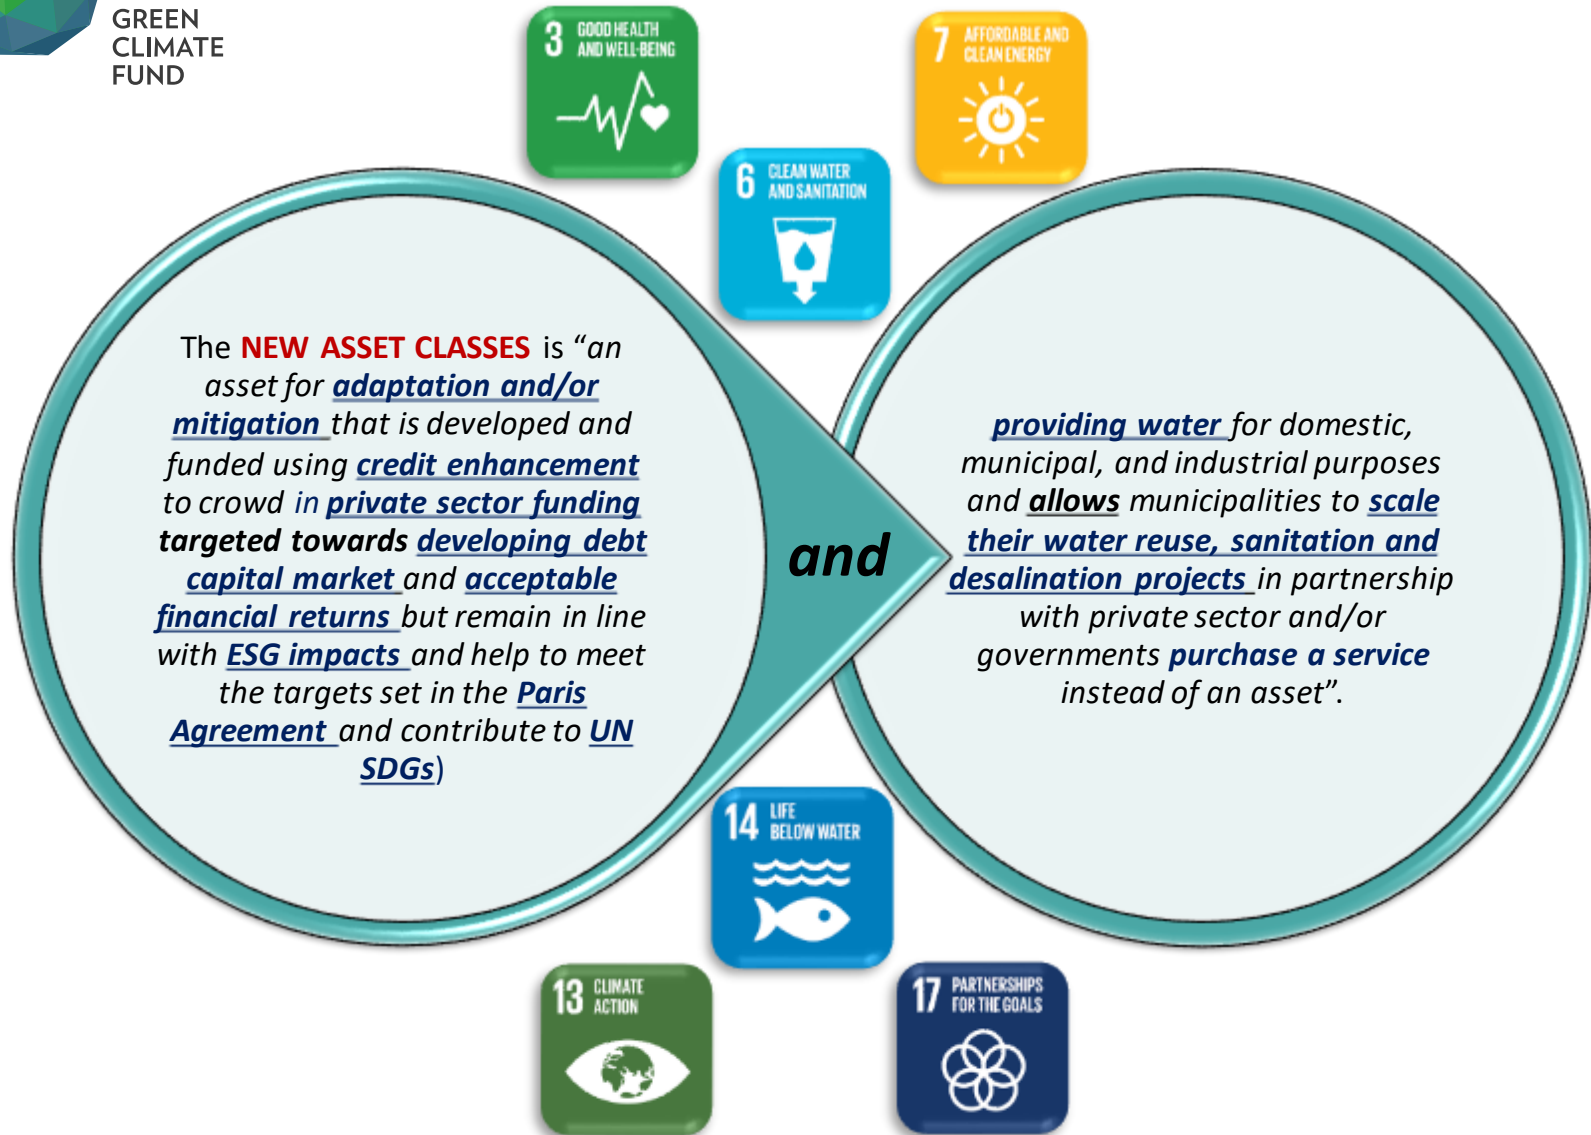 GREEN
CLIMATE
FUND
3 GOOD HEALTH
AND WELL-BEING
7 AFFORDABLE AND
CLEAN ENERGY
6 CLEAN WATER
AND SANITATION
The NEW ASSET CLASSES is “an
asset for adaptation and/or
mitigation that is developed and
funded using credit enhancement
to crowd in private sector funding
targeted towards developing debt
capital market and acceptable
financial returns but remain in line
with ESG impacts and help to meet
the targets set in the Paris
Agreement and contribute to UN
SDGs)
and
providing water for domestic,
municipal, and industrial purposes
and allows municipalities to scale
their water reuse, sanitation and
desalination projects in partnership
with private sector and/or
governments purchase a service
instead of an asset”.
14 LIFE
BELOW WATER
13 CLIMATE
ACTION
17 PARTNERSHIPS
FOR THE GOALS